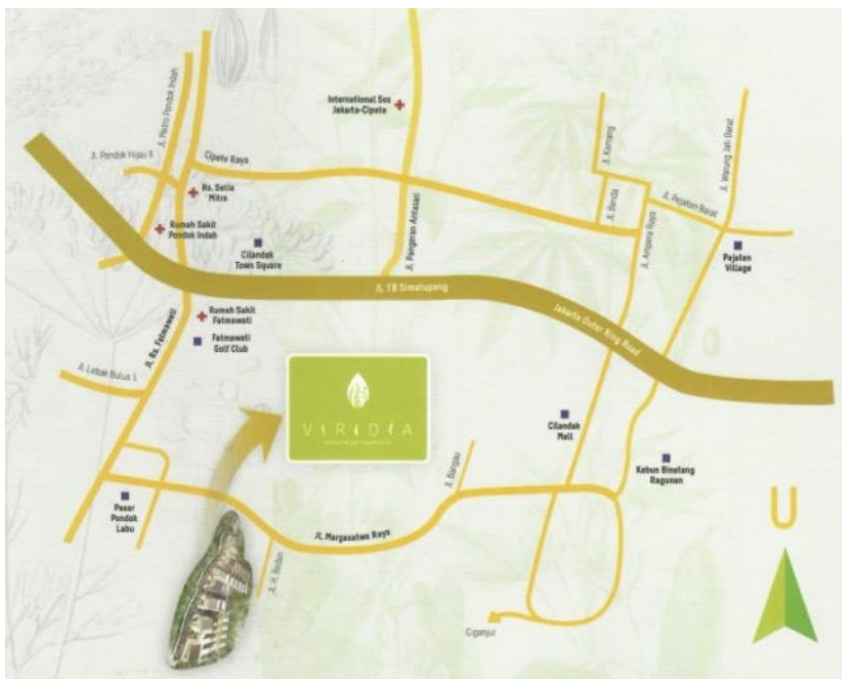 Jl. Metro Pondok Indah
International Sos
Jakarta-Cipete
Jl. Pondok Hijau II
Cipete Raya
Jl. Kemang
Jl. Warung Jati Barat
Rs. Setia
Mitra
Jl. Benda
Jl. Pejaten Barat
Rumah Sakit
Pondok Indah
Jl. Pangeran Antasari
Jl. Ampera Raya
Cilandak
Town Square
Pejaten
Village
JL. TB Simatupang
Jakarta Outer Ring Road
Rumah Sakit
Fatmawati
Jl. Rs. Fatmawati
Fatmawati
Golf Club
Jl. Lebak Bulus 1
VIRIDIA
Cilandak
Mall
Jl. Bangau
Kebun Binatang
Ragunan
Pasar
Pondok
Labu
JL. Margasatwa Raya
U
Jl. H. Beden
Ciganjur